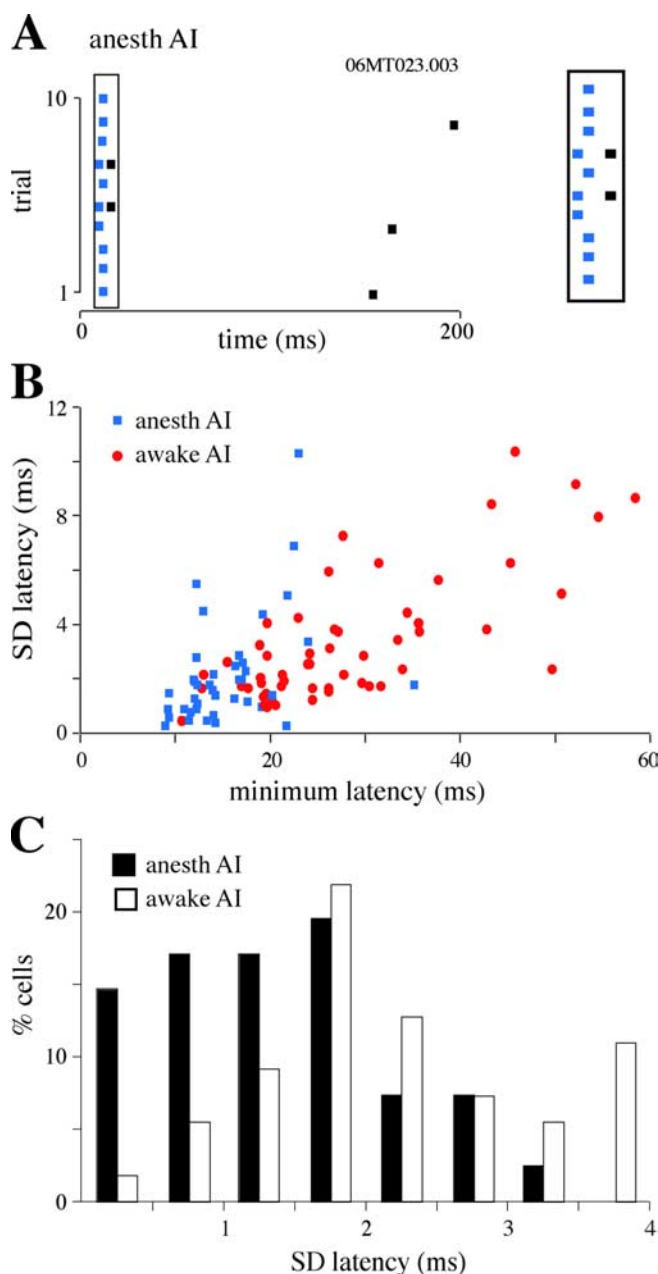 A
anesth AI
06MT023.003
10
trial
1
0
time (ms)
200
B
12
anesth AI
awake AI
8
SD latency (ms)
4
0
0
20
40
60
minimum latency (ms)
C
anesth AI
awake AI
20
% cells
10
0
1
2
3
4
SD latency (ms)